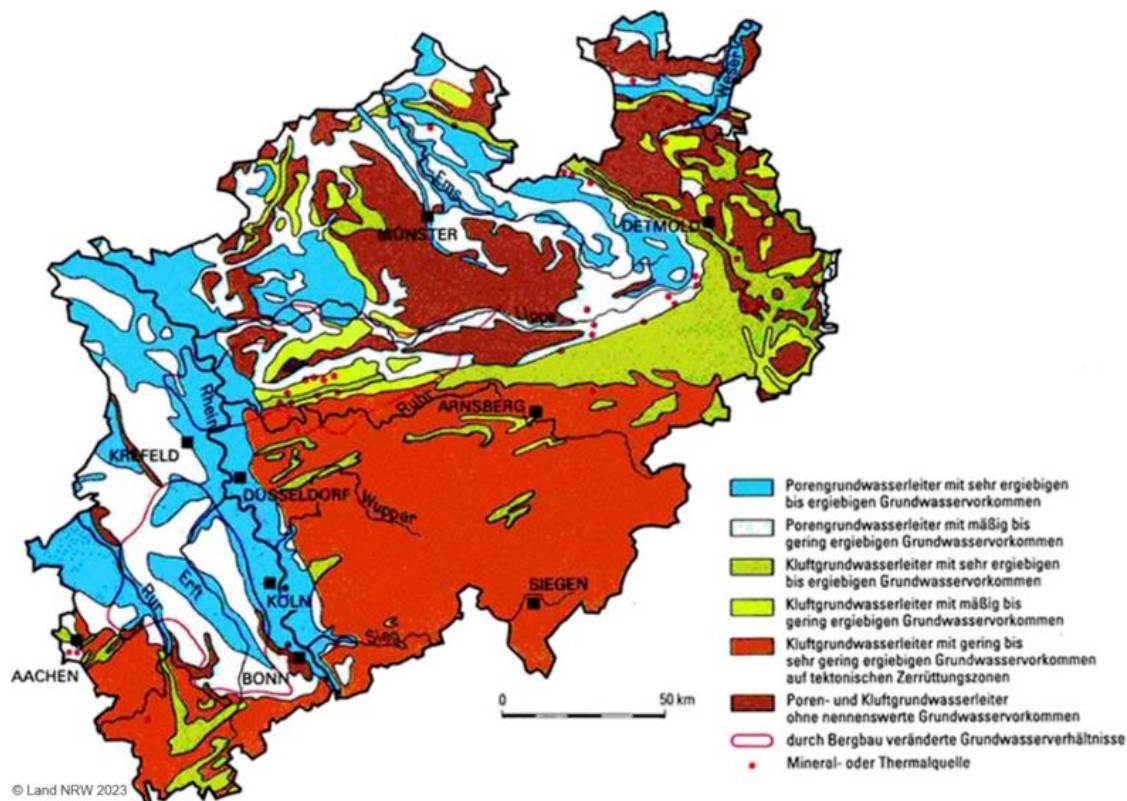 Weser
Ems
MÜNSTER
DETMOLD
Lippe
Rhein
Ruhr
ARNSBERG
KREFELD
DÜSSELDORF
Wupper
Erft
Rur
KÖLN
SIEGEN
Sieg
AACHEN
BONN
0 50 km
Porengrundwasserleiter mit sehr ergiebigen
bis ergiebigen Grundwasservorkommen
Porengrundwasserleiter mit mäßig bis
gering ergiebigen Grundwasservorkommen
Kluftgrundwasserleiter mit sehr ergiebigen
bis ergiebigen Grundwasservorkommen
Kluftgrundwasserleiter mit mäßig bis
gering ergiebigen Grundwasservorkommen
Kluftgrundwasserleiter mit gering bis
sehr gering ergiebigen Grundwasservorkommen
auf tektonischen Zerrüttungszonen
Poren- und Kluftgrundwasserleiter
ohne nennenswerte Grundwasservorkommen
durch Bergbau veränderte Grundwasserverhältnisse
Mineral- oder Thermalquelle
© Land NRW 2023